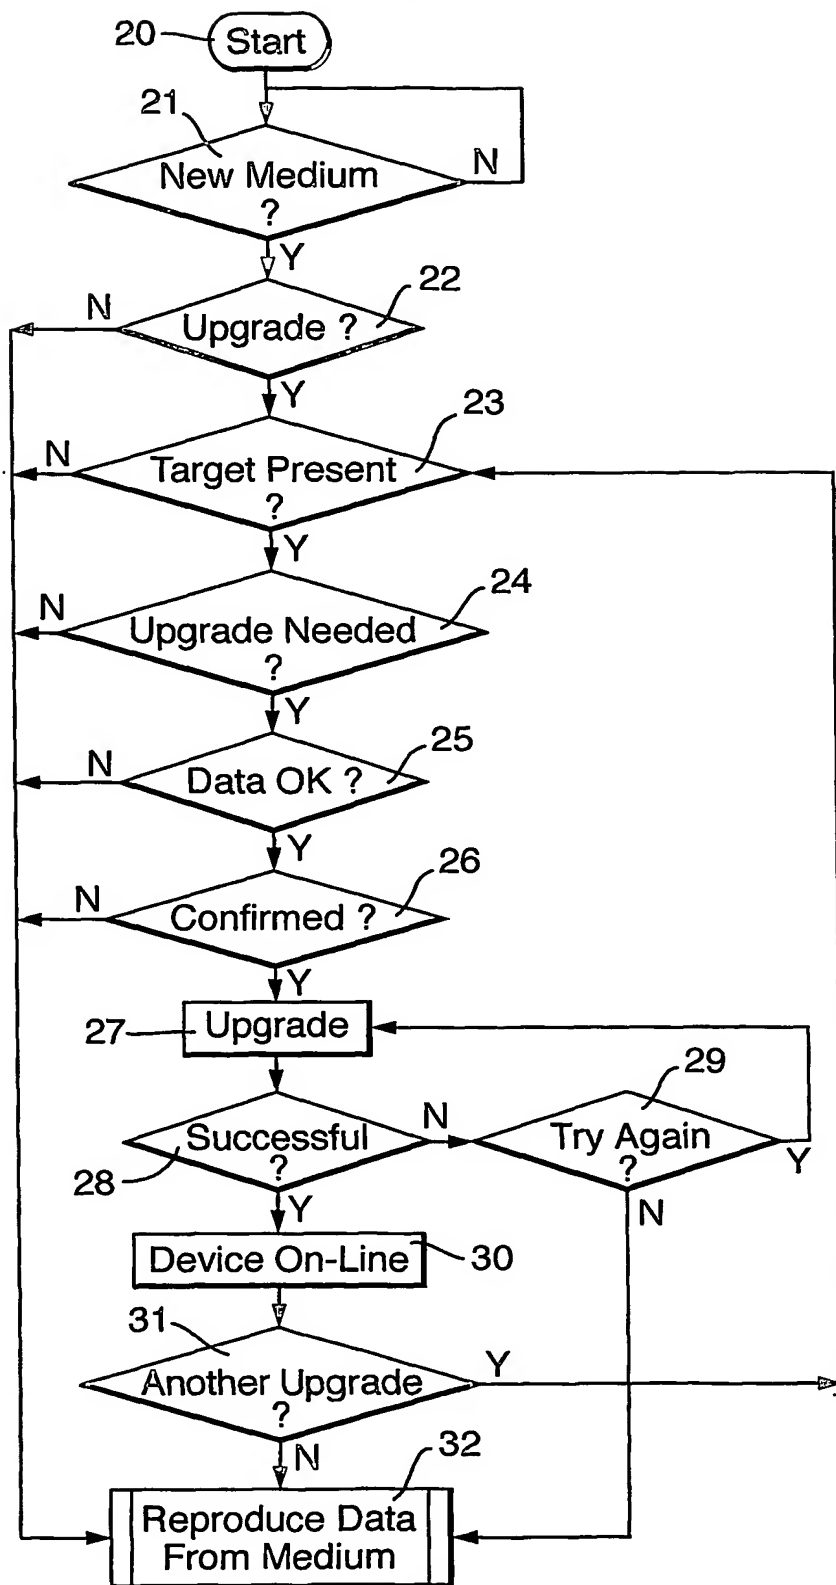 20
Start
21
New Medium
?
N
Y
22
N
Upgrade ?
Y
23
N
Target Present
?
Y
24
N
Upgrade Needed
?
Y
25
N
Data OK ?
Y
26
N
Confirmed ?
Y
27
Upgrade
28
Successful
?
N
29
Try Again
?
Y
N
Y
Device On-Line
30
31
Another Upgrade
?
Y
N
32
Reproduce Data
From Medium